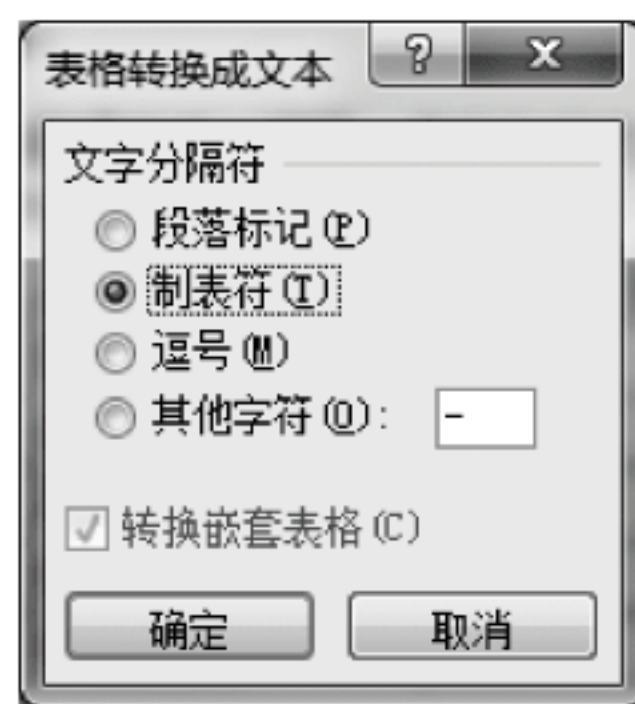 表格转换成文本
文字分隔符
段落标记(P)
制表符(T)
逗号(M)
其他字符(O): -
转换嵌套表格(C)
确定 取消